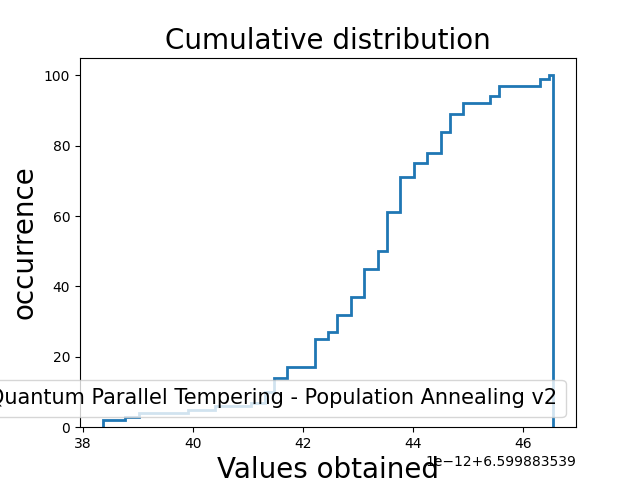 Cumulative distribution
100
80
60
40
20
0
occurrence
Quantum Parallel Tempering - Population Annealing v2
38
40
42
44
46
1e−12+6.599883539
Values obtained